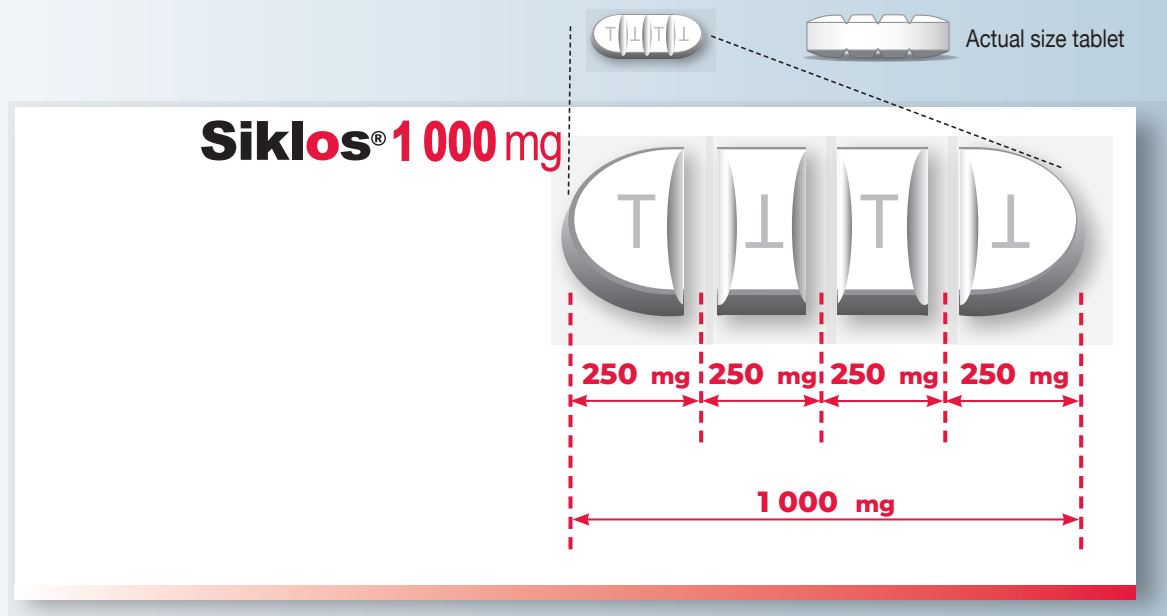 T ⊥ T ⊥
Actual size tablet
Siklos® 1 000 mg
T ⊥ T ⊥
250 mg 250 mg 250 mg 250 mg
1 000 mg